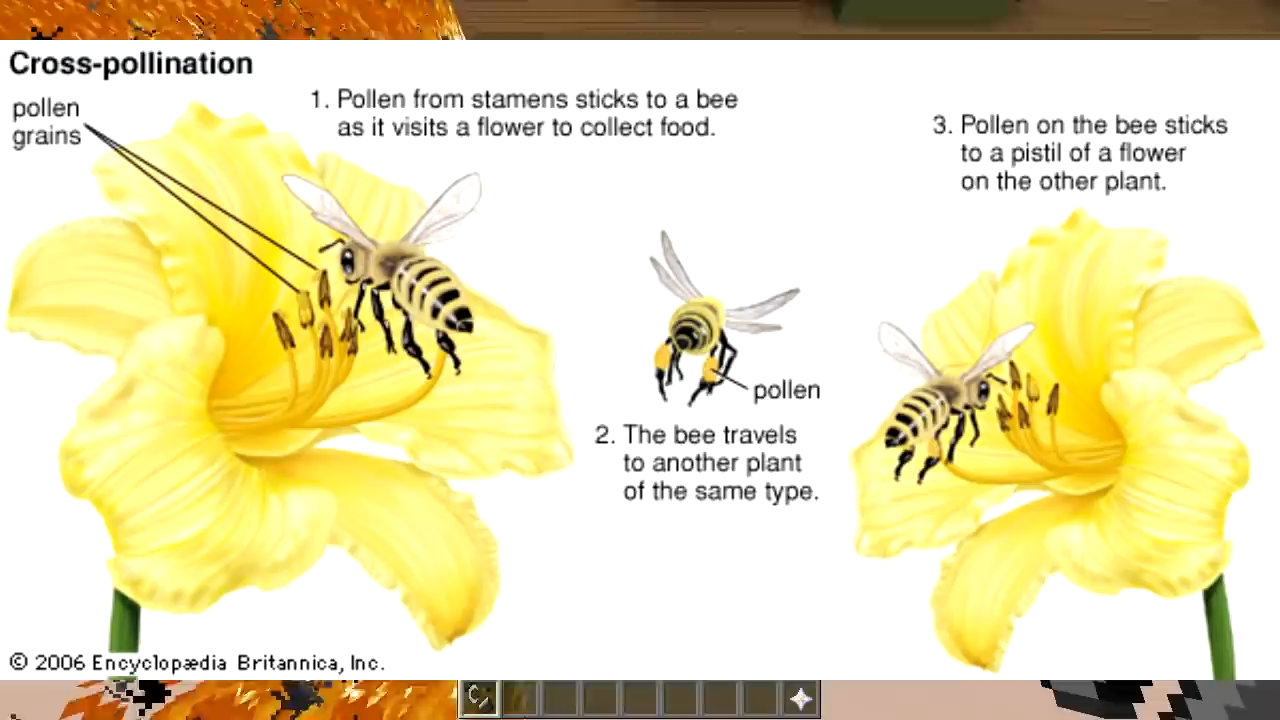 Cross-pollination
pollen
grains
1. Pollen from stamens sticks to a bee
as it visits a flower to collect food.
pollen
2. The bee travels
to another plant
of the same type.
3. Pollen on the bee sticks
to a pistil of a flower
on the other plant.
© 2006 Encyclopædia Britannica, Inc.